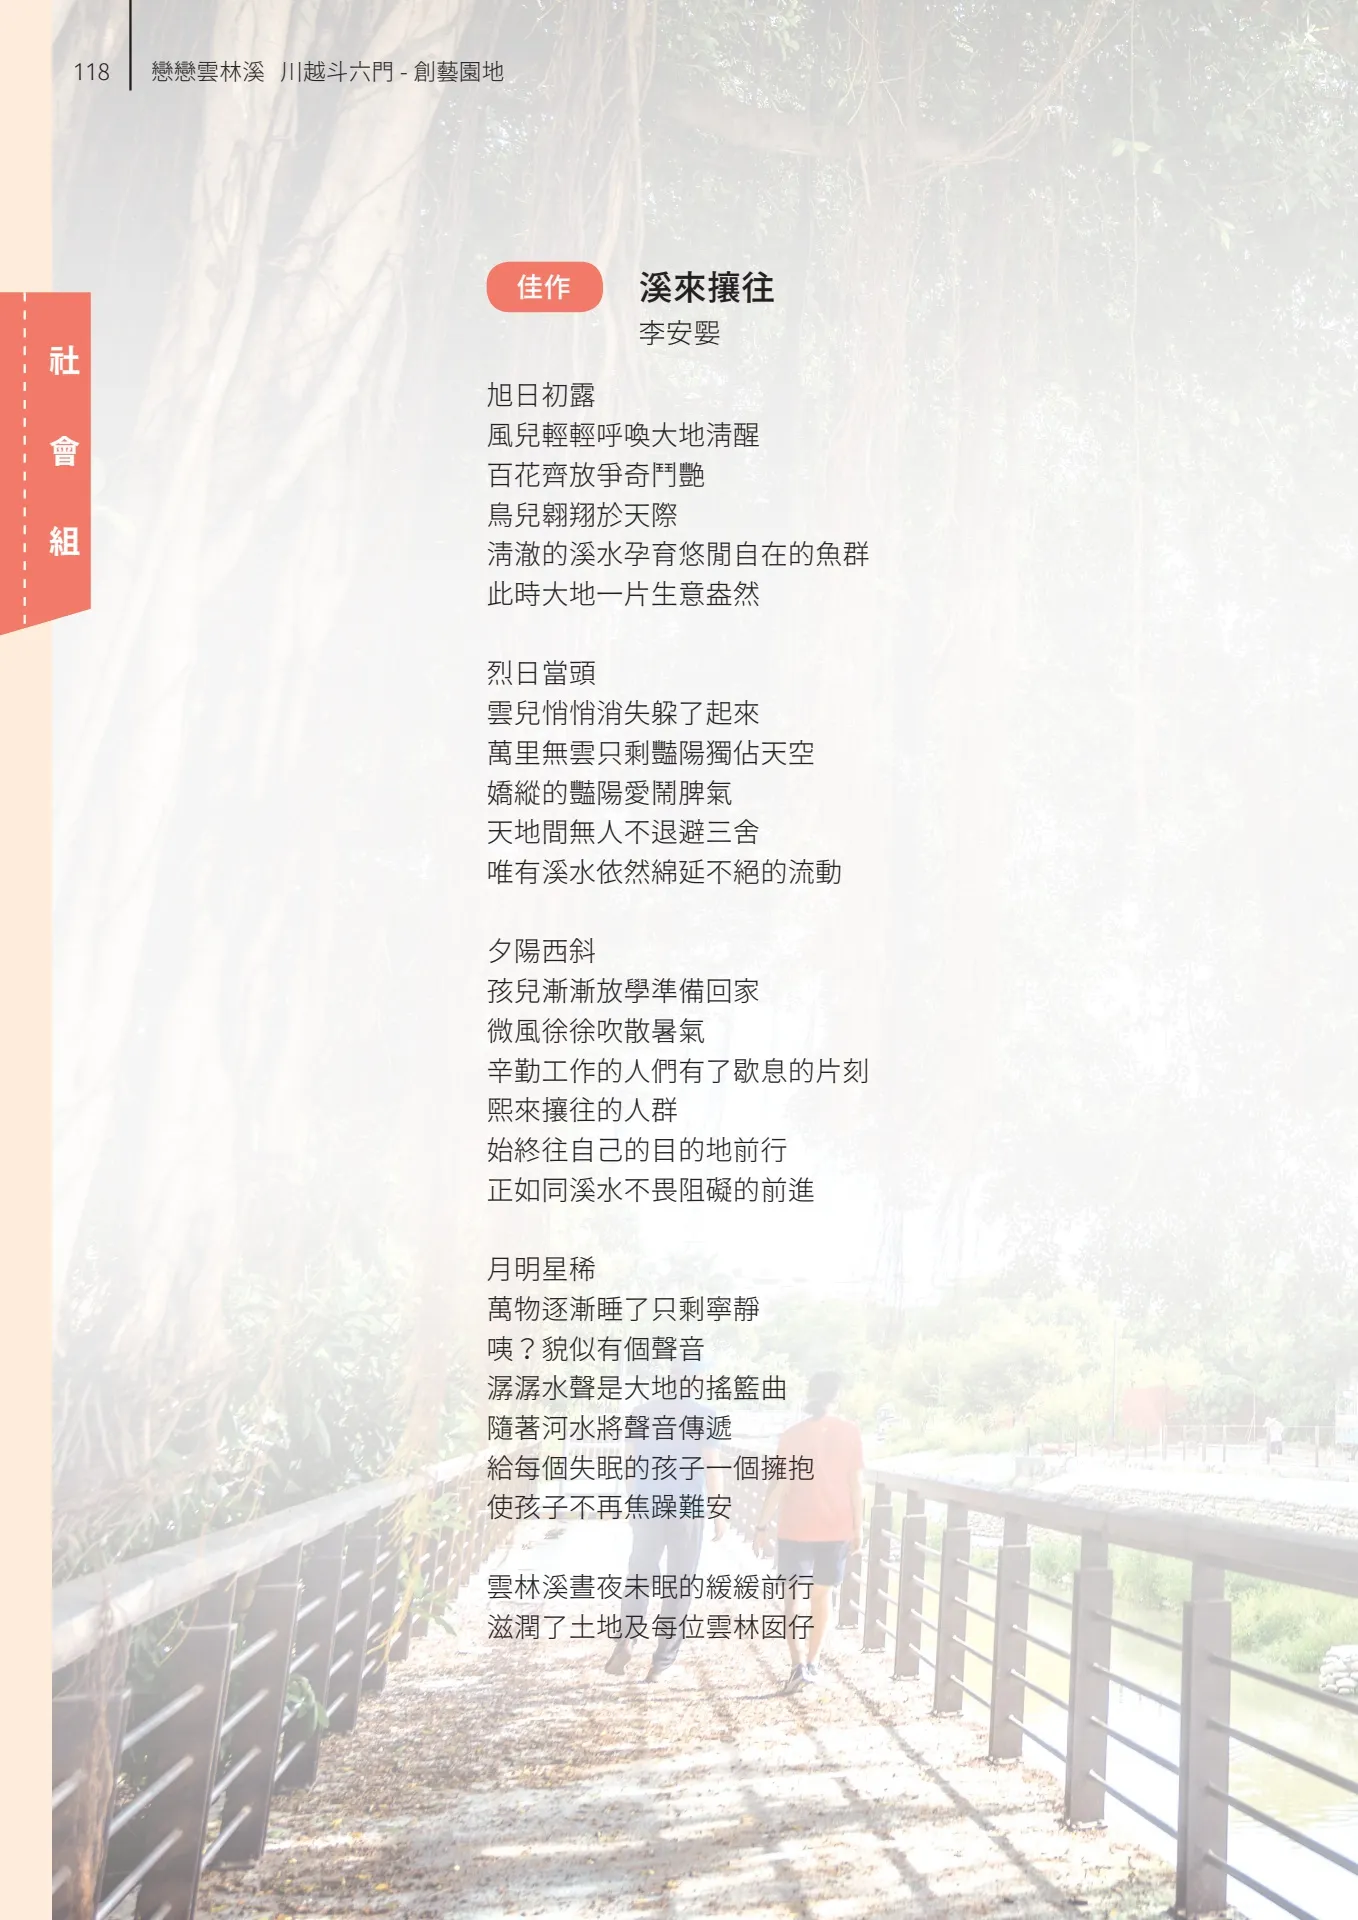 118
戀戀雲林溪 川越斗六門 - 創藝園地
社會組
佳作
溪來攘往
李安娿
旭日初露
風兒輕輕呼喚大地清醒
百花齊放爭奇鬥艷
鳥兒翱翔於天際
清澈的溪水孕育悠閒自在的魚群
此時大地一片生意盎然
烈日當頭
雲兒悄悄消失躲了起來
萬里無雲只剩豔陽獨佔天空
嬌縱的豔陽愛鬧脾氣
天地間無人不退避三舍
唯有溪水依然綿延不絕的流動
夕陽西斜
孩兒漸漸放學準備回家
微風徐徐吹散暑氣
辛勤工作的人們有了歇息的片刻
熙來攘往的人群
始終往自己的目的地前行
正如同溪水不畏阻礙的前進
月明星稀
萬物逐漸睡了只剩寧靜
咦？貌似有個聲音
潺潺水聲是大地的搖籃曲
隨著河水將聲音傳遞
給每個失眠的孩子一個擁抱
使孩子不再焦躁難安
雲林溪晝夜未眠的緩緩前行
滋潤了土地及每位雲林囡仔